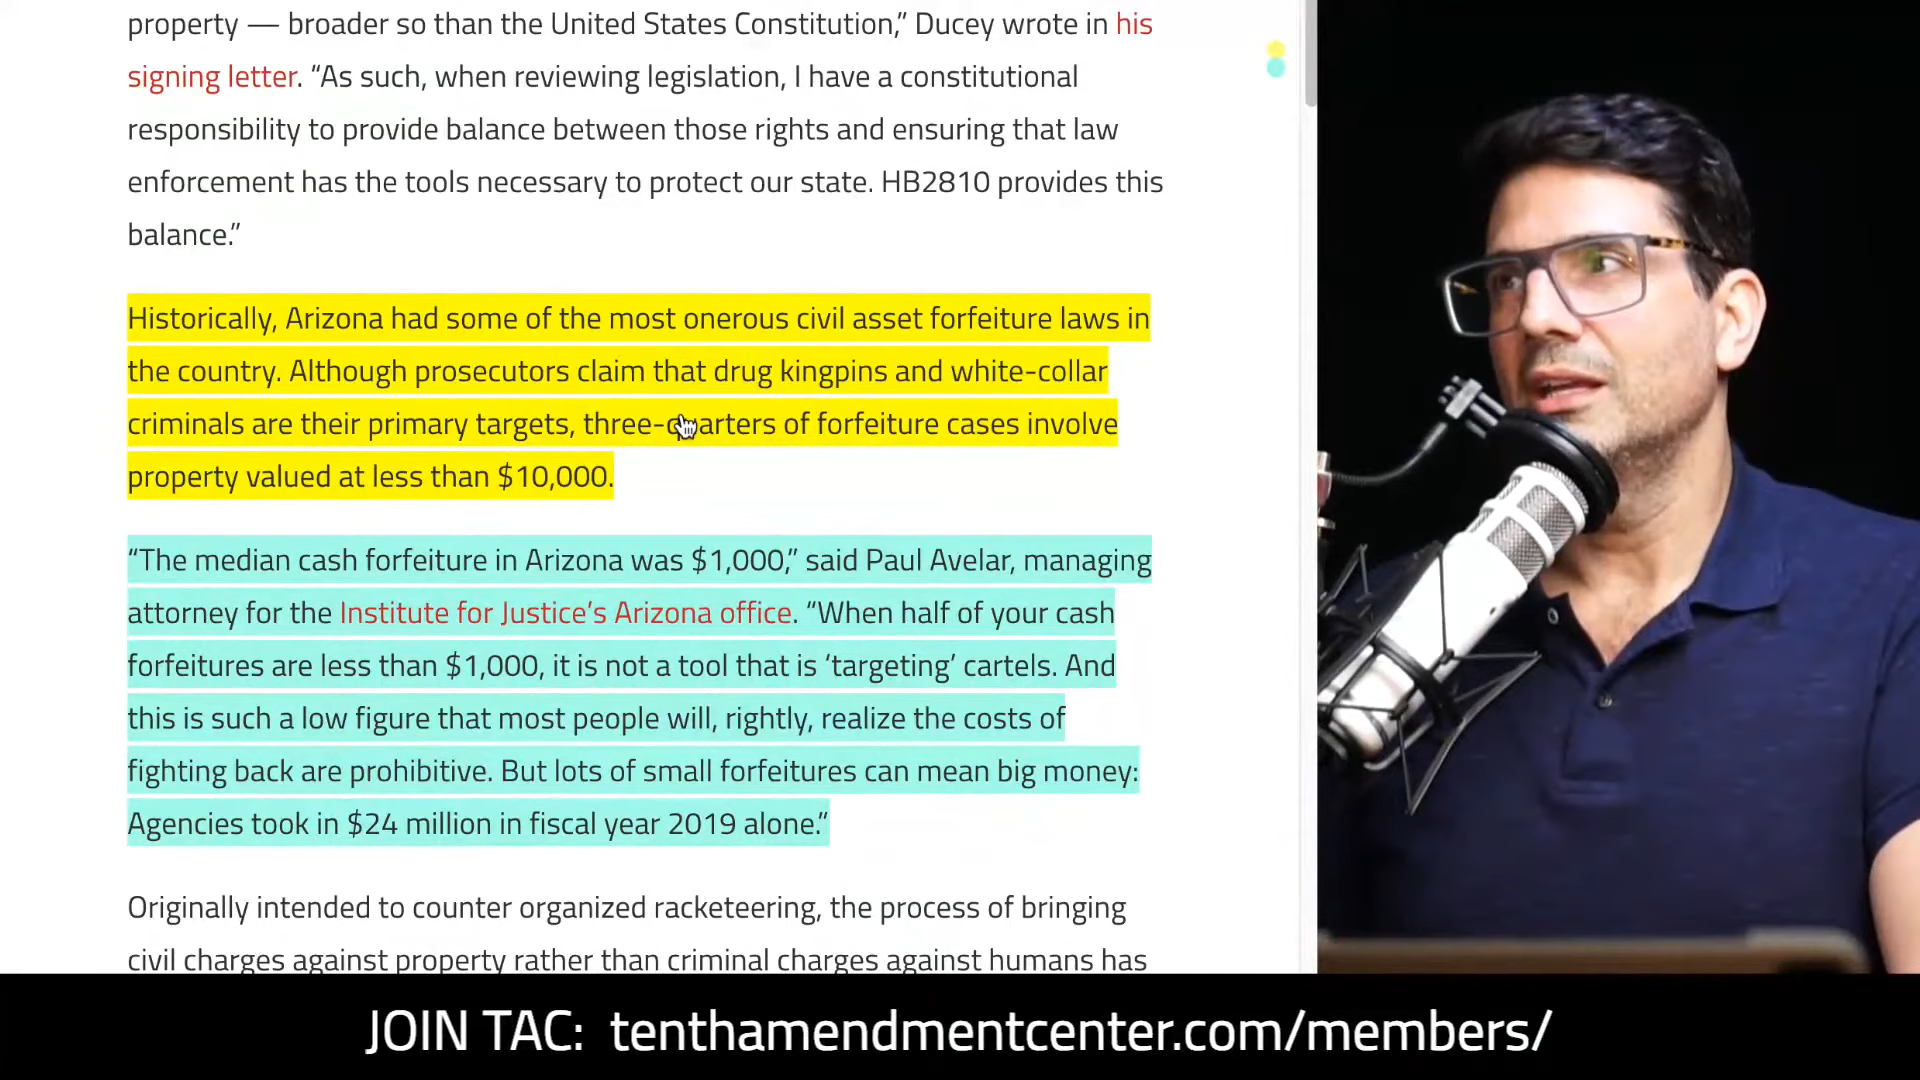 property — broader so than the United States Constitution,” Ducey wrote in his
signing letter. “As such, when reviewing legislation, I have a constitutional
responsibility to provide balance between those rights and ensuring that law
enforcement has the tools necessary to protect our state. HB2810 provides this
balance.”
Historically, Arizona had some of the most onerous civil asset forfeiture laws in
the country. Although prosecutors claim that drug kingpins and white-collar
criminals are their primary targets, three-quarters of forfeiture cases involve
property valued at less than $10,000.
“The median cash forfeiture in Arizona was $1,000,” said Paul Avelar, managing
attorney for the Institute for Justice’s Arizona office. “When half of your cash
forfeitures are less than $1,000, it is not a tool that is ‘targeting’ cartels. And
this is such a low figure that most people will, rightly, realize the costs of
fighting back are prohibitive. But lots of small forfeitures can mean big money:
Agencies took in $24 million in fiscal year 2019 alone.”
Originally intended to counter organized racketeering, the process of bringing
civil charges against property rather than criminal charges against humans has
JOIN TAC: tenthamendmentcenter.com/members/